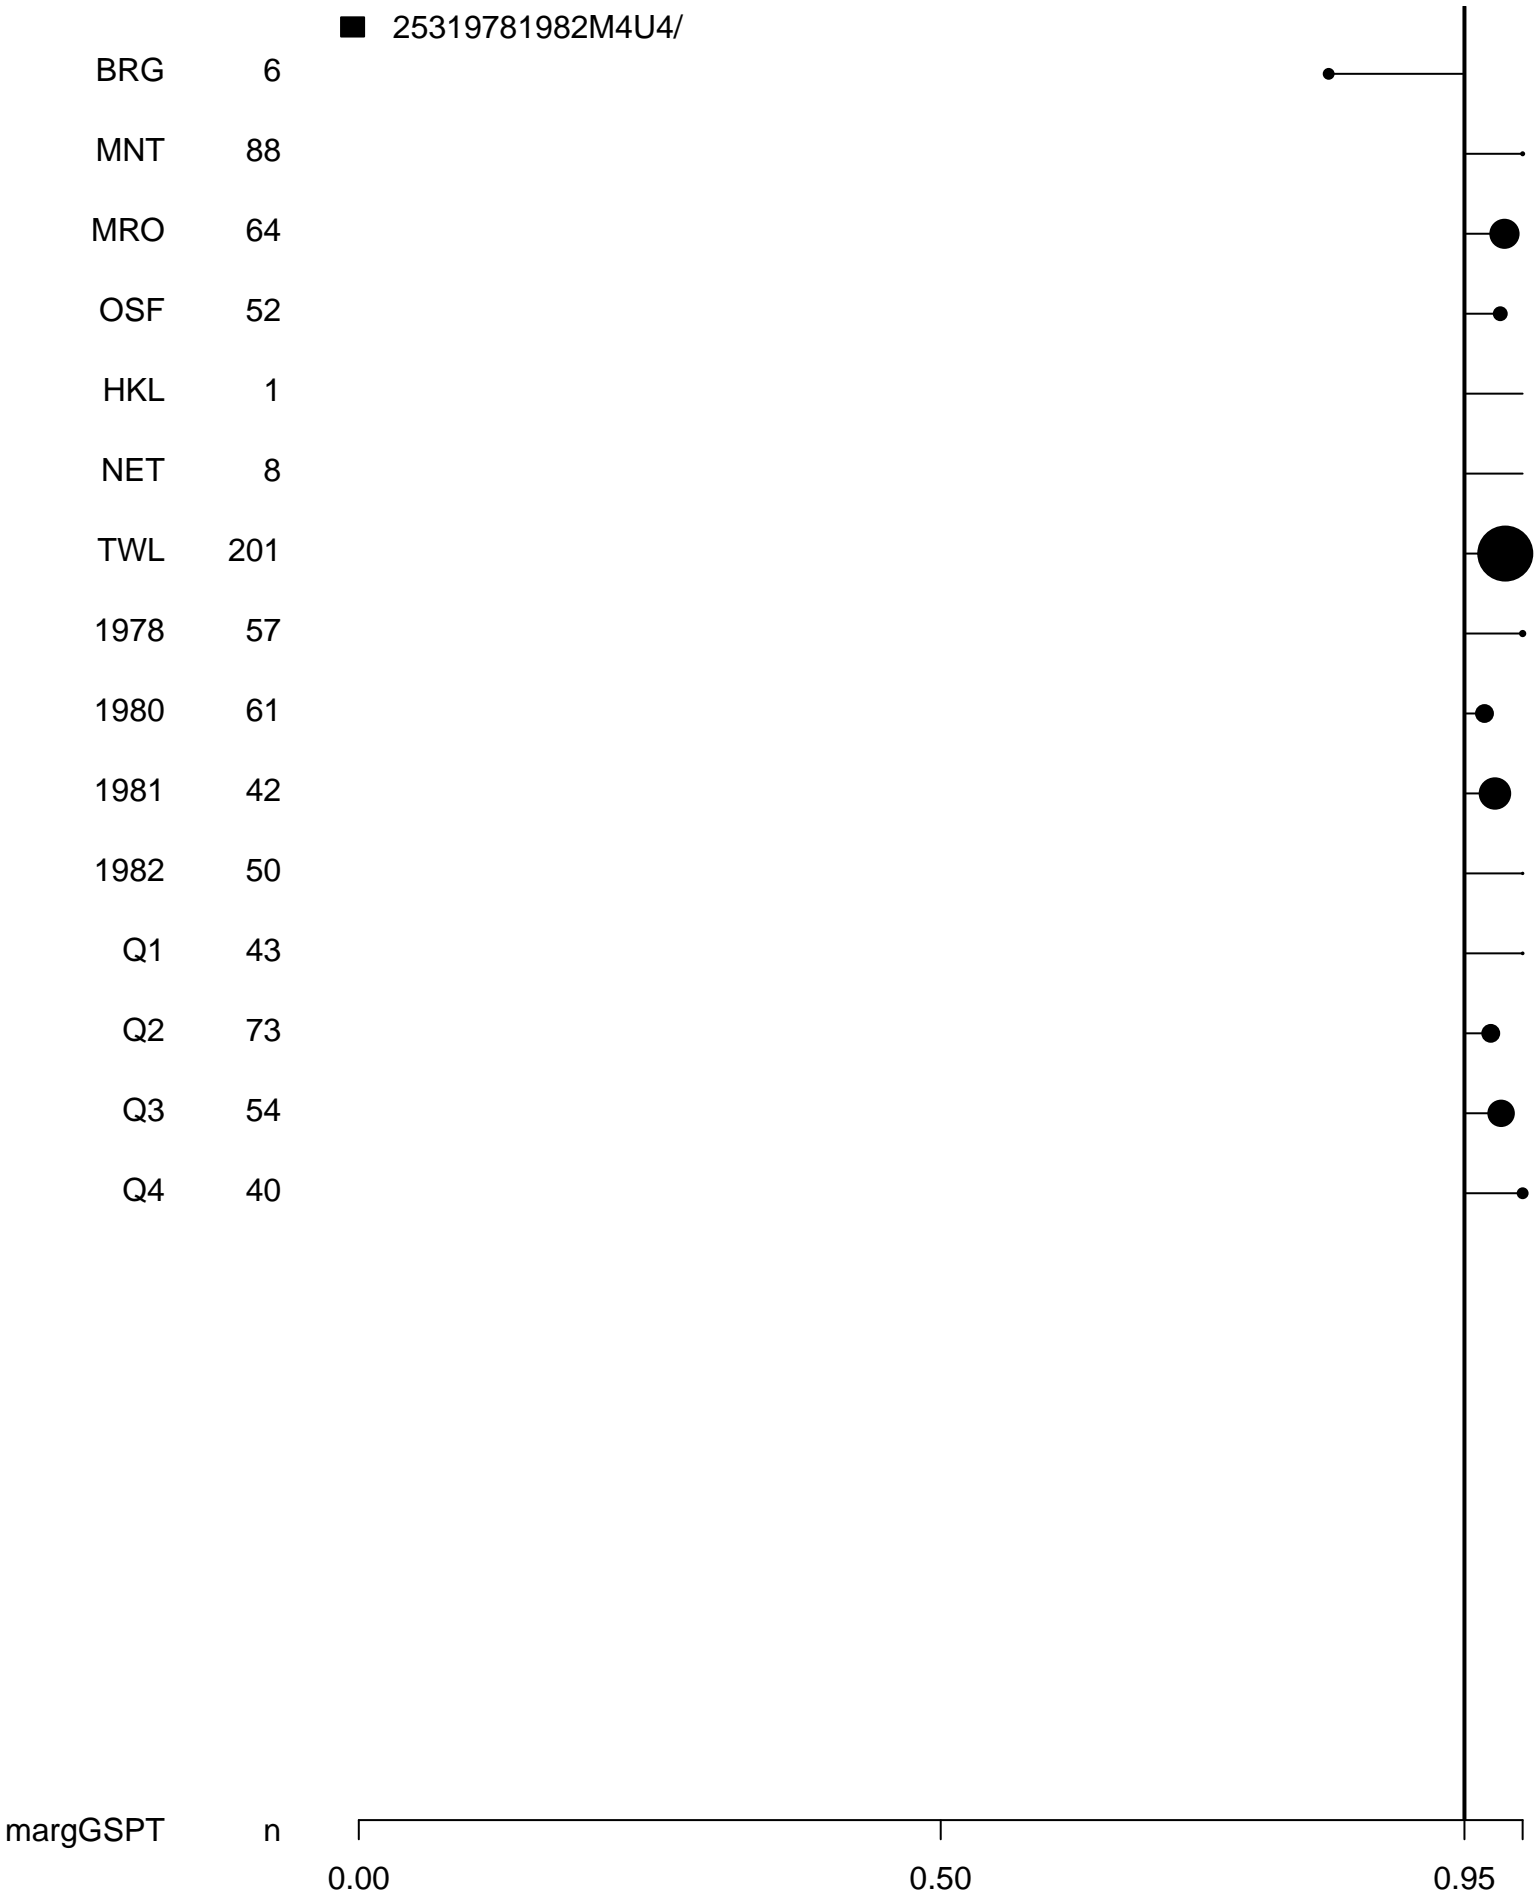 25319781982M4U4/
BRG 6
MNT 88
MRO 64
OSF 52
HKL 1
NET 8
TWL 201
1978 57
1980 61
1981 42
1982 50
Q1 43
Q2 73
Q3 54
Q4 40
margGSPT n
0.00 0.50 0.95